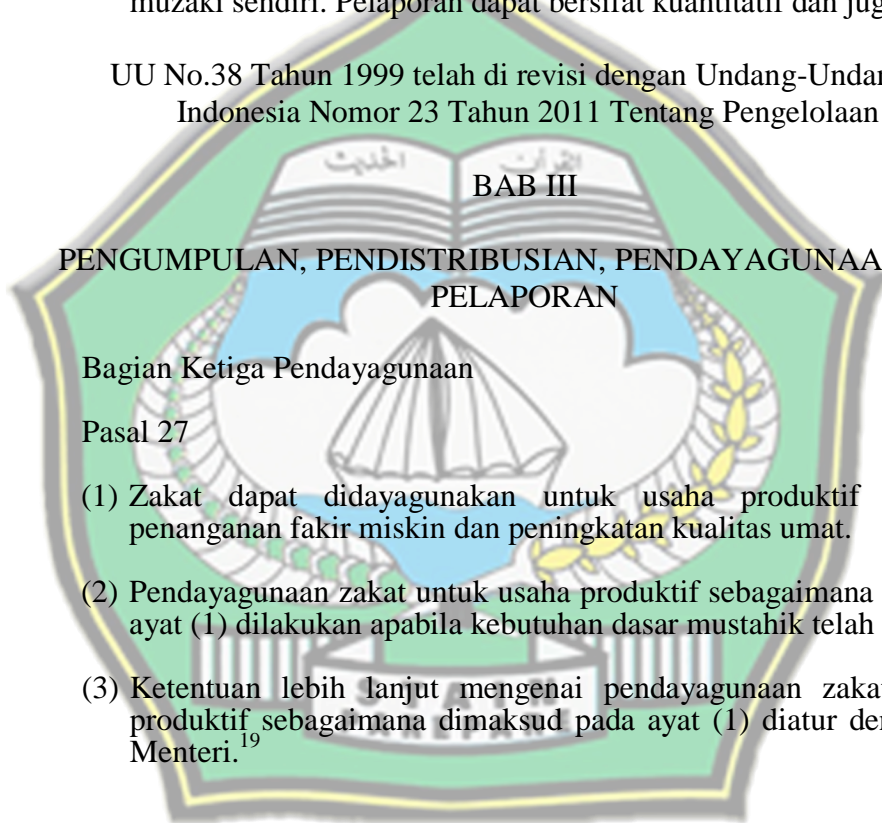 muzaki sendiri. Pelaporan dapat bersifat kuantitatif dan jug
UU No.38 Tahun 1999 telah di revisi dengan Undang-Undan
Indonesia Nomor 23 Tahun 2011 Tentang Pengelolaan
الحديث القرآن
BAB III
PENGUMPULAN, PENDISTRIBUSIAN, PENDAYAGUNAA
PELAPORAN
Bagian Ketiga Pendayagunaan
Pasal 27
(1) Zakat dapat didayagunakan untuk usaha produktif
penanganan fakir miskin dan peningkatan kualitas umat.
(2) Pendayagunaan zakat untuk usaha produktif sebagaimana
ayat (1) dilakukan apabila kebutuhan dasar mustahik telah
(3) Ketentuan lebih lanjut mengenai pendayagunaan zakat
produktif sebagaimana dimaksud pada ayat (1) diatur den
Menteri.19